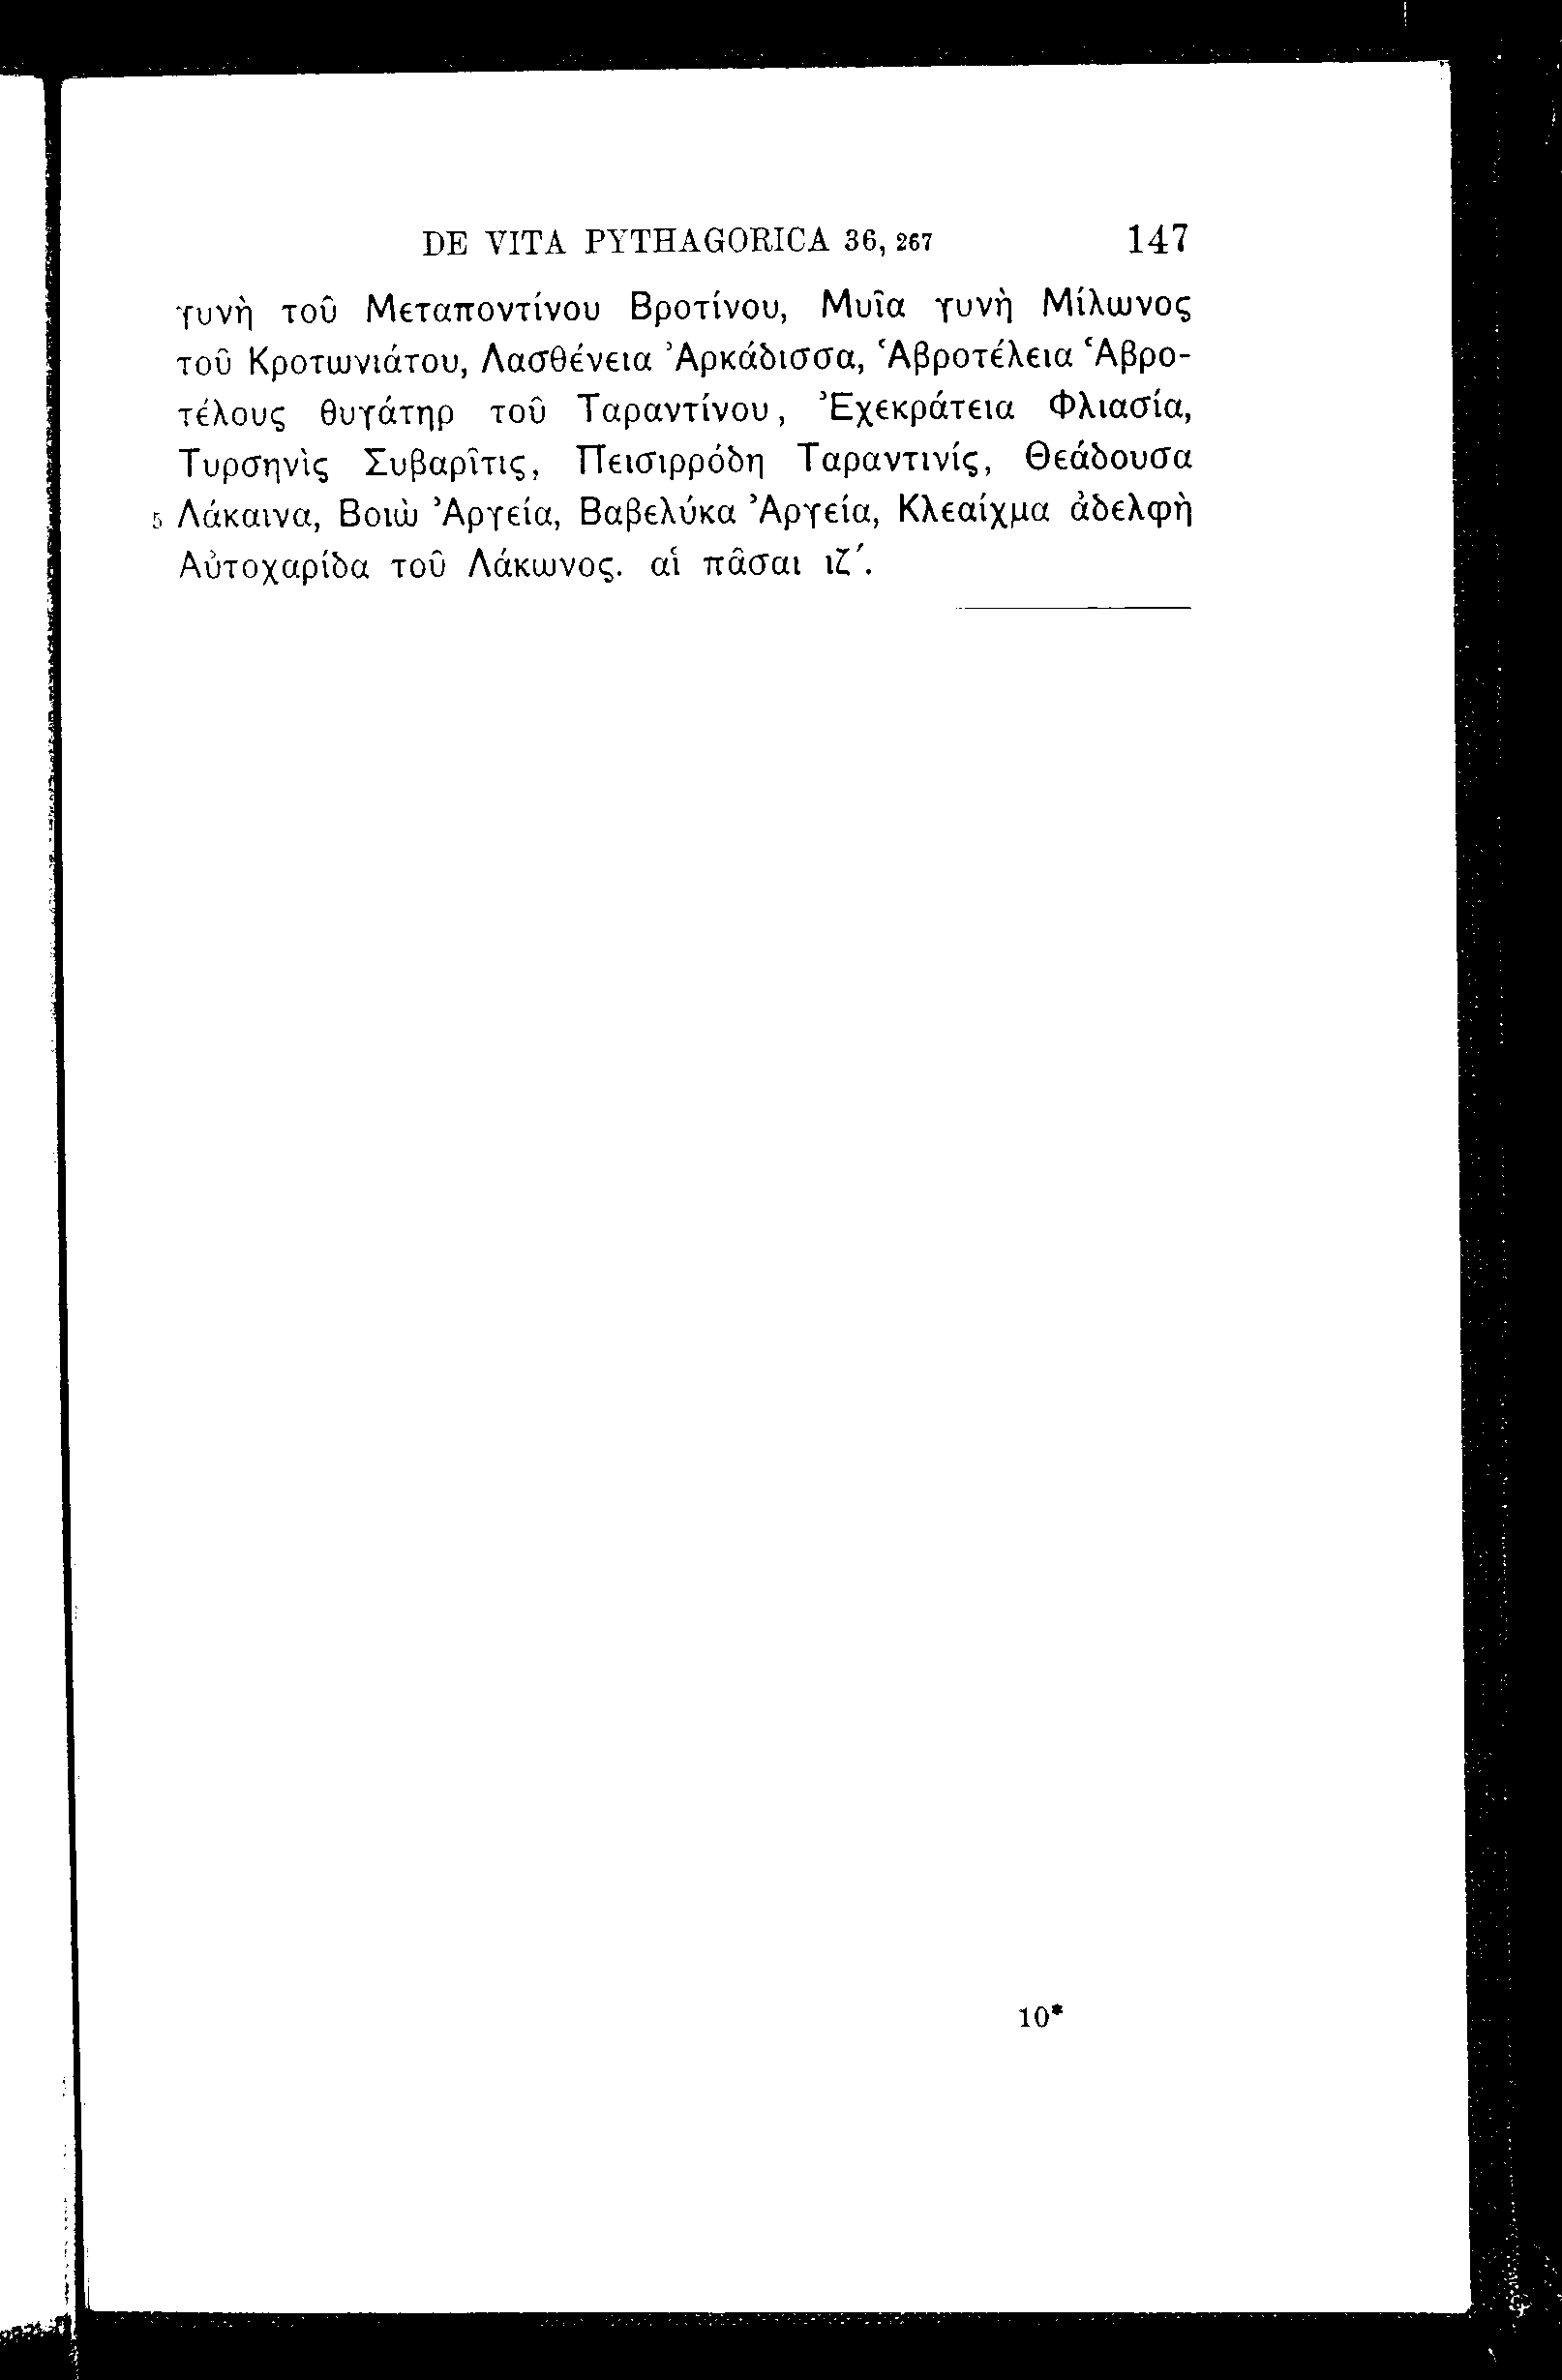 DE VITA PYTHAGORICA 36, 267 147
γυνὴ τοῦ Μεταποντίνου Βροτίνου, Μυῖα γυνὴ Μίλωνος
τοῦ Κροτωνιάτου, Λασθένεια Ἀρκάδισσα, Ἁβροτέλεια Ἁβρο-
τέλους θυγάτηρ τοῦ Ταραντίνου, Ἐχεκράτεια Φλιασία,
Τυρσηνὶς Συβαρῖτις, Πεισιρρόδη Ταραντινίς, Θεάδουσα
5 Λάκαινα, Βοιὼ Ἀργεία, Βαβελύκα Ἀργεία, Κλεαίχμα ἀδελφὴ
Αὐτοχαρίδα τοῦ Λάκωνος. αἱ πᾶσαι ιζʹ.
10*